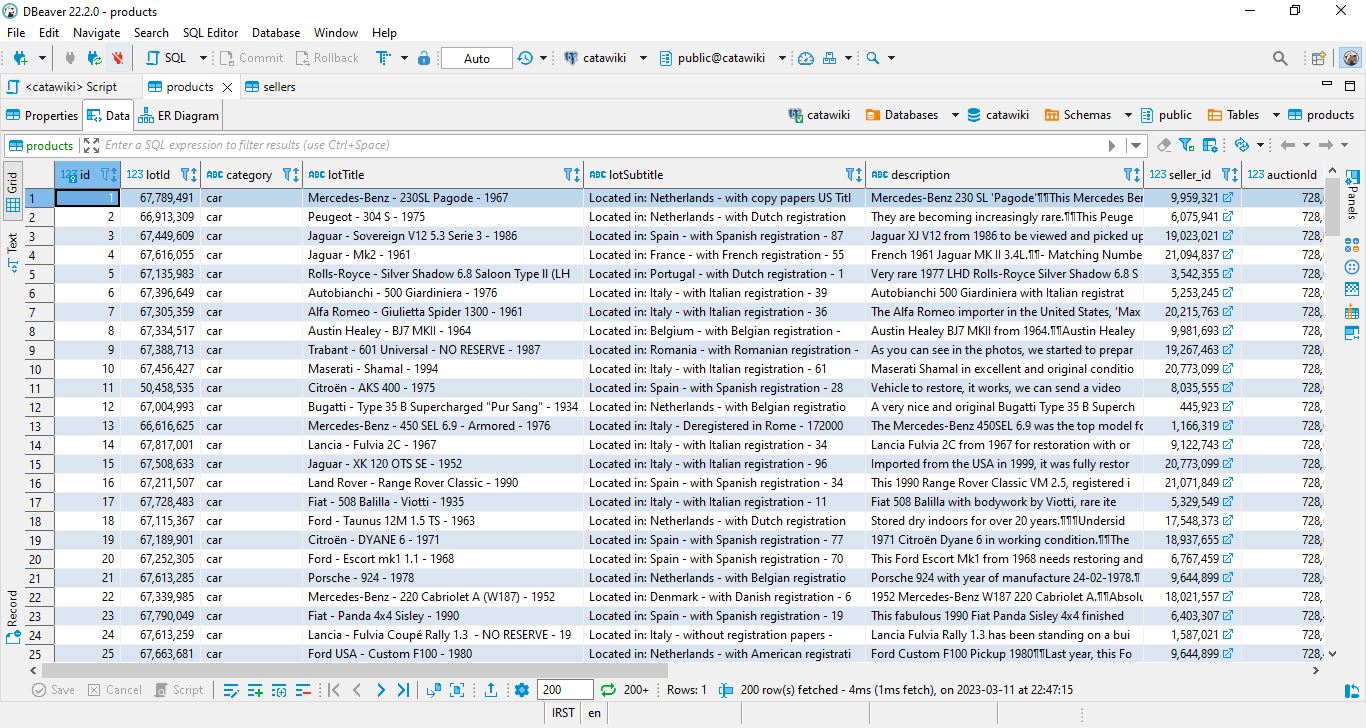 DBeaver 22.2.0 - products
File Edit Navigate Search SQL Editor Database Window Help
SQL Commit Rollback T Auto catawiki public@catawiki
<catawiki> Script products sellers
Properties Data ER Diagram catawiki Databases catawiki Schemas public Tables products
products Enter a SQL expression to filter results (use Ctrl+Space)
Grid
Text
Record
Panels
123 id 123 lotId ABC category ABC lotTitle ABC lotSubtitle ABC description 123 seller_id 123 auctionId
1 1 67,789,491 car Mercedes-Benz - 230SL Pagode - 1967 Located in: Netherlands - with copy papers US Titl Mercedes-Benz 230 SL 'Pagode'¶¶This Mercedes Ber 9,959,321 728,
2 2 66,913,309 car Peugeot - 304 S - 1975 Located in: Netherlands - with Dutch registration They are becoming increasingly rare.¶¶This Peuge 6,075,941 728,
3 3 67,449,609 car Jaguar - Sovereign V12 5.3 Serie 3 - 1986 Located in: Spain - with Spanish registration - 87 Jaguar XJ V12 from 1986 to be viewed and picked up 19,023,021 728,
4 4 67,616,055 car Jaguar - Mk2 - 1961 Located in: France - with French registration - 55 French 1961 Jaguar MK II 3.4L.¶¶- Matching Numbe 21,094,837 728,
5 5 67,135,983 car Rolls-Royce - Silver Shadow 6.8 Saloon Type II (LH Located in: Portugal - with Dutch registration - 1 Very rare 1977 LHD Rolls-Royce Silver Shadow 6.8 S 3,542,355 728,
6 6 67,396,649 car Autobianchi - 500 Giardiniera - 1976 Located in: Italy - with Italian registration - 39 Autobianchi 500 Giardiniera with Italian registrat 5,253,245 728,
7 7 67,305,359 car Alfa Romeo - Giulietta Spider 1300 - 1961 Located in: Italy - with Italian registration - 36 The Alfa Romeo importer in the United States, 'Max 20,215,763 728,
8 8 67,334,517 car Austin Healey - BJ7 MKII - 1964 Located in: Belgium - with Belgian registration - Austin Healey BJ7 MKII from 1964.¶¶Austin Healey 9,981,693 728,
9 9 67,388,713 car Trabant - 601 Universal - NO RESERVE - 1987 Located in: Romania - with Romanian registration - As you can see in the photos, we started to prepar 19,267,463 728,
10 10 67,456,427 car Maserati - Shamal - 1994 Located in: Italy - with Italian registration - 61 Maserati Shamal in excellent and original conditio 20,773,099 728,
11 11 50,458,535 car Citroën - AKS 400 - 1975 Located in: Spain - with Spanish registration - 28 Vehicle to restore, it works, we can send a video 8,035,555 728,
12 12 67,004,993 car Bugatti - Type 35 B Supercharged "Pur Sang" - 1934 Located in: Netherlands - with Belgian registratio A very nice and original Bugatti Type 35 B Superch 445,923 728,
13 13 66,616,625 car Mercedes-Benz - 450 SEL 6.9 - Armored - 1976 Located in: Italy - Deregistered in Rome - 172000 The Mercedes-Benz 450SEL 6.9 was the top model fo 1,166,319 728,
14 14 67,817,001 car Lancia - Fulvia 2C - 1967 Located in: Italy - with Italian registration - 34 Lancia Fulvia 2C from 1967 for restoration with or 9,122,743 728,
15 15 67,508,633 car Jaguar - XK 120 OTS SE - 1952 Located in: Italy - with Italian registration - 96 Imported from the USA in 1999, it was fully restor 20,773,099 728,
16 16 67,211,507 car Land Rover - Range Rover Classic - 1990 Located in: Spain - with Spanish registration - 34 This 1990 Range Rover Classic VM 2.5, registered i 21,071,849 728,
17 17 67,728,483 car Fiat - 508 Balilla - Viotti - 1935 Located in: Italy - with Italian registration - 11 Fiat 508 Balilla with bodywork by Viotti, rare ite 5,329,549 728,
18 18 67,115,367 car Ford - Taunus 12M 1.5 TS - 1963 Located in: Netherlands - with Dutch registration Stored dry indoors for over 20 years.¶¶¶Undersid 17,548,373 728,
19 19 67,189,901 car Citroën - DYANE 6 - 1971 Located in: Spain - with Spanish registration - 77 1971 Citroën Dyane 6 in working condition.¶¶The 18,937,655 728,
20 20 67,252,305 car Ford - Escort mk1 1.1 - 1968 Located in: Spain - with Spanish registration - 70 This Ford Escort Mk1 from 1968 needs restoring and 6,767,459 728,
21 21 67,613,285 car Porsche - 924 - 1978 Located in: Netherlands - with Belgian registratio Porsche 924 with year of manufacture 24-02-1978.¶ 9,644,899 728,
22 22 67,339,985 car Mercedes-Benz - 220 Cabriolet A (W187) - 1952 Located in: Denmark - with Danish registration - 6 1952 Mercedes-Benz W187 220 Cabriolet A.¶¶Absolu 18,021,557 728,
23 23 67,790,049 car Fiat - Panda 4x4 Sisley - 1990 Located in: Spain - with Spanish registration - 19 This fabulous 1990 Fiat Panda Sisley 4x4 finished 6,403,307 728,
24 24 67,613,259 car Lancia - Fulvia Coupé Rally 1.3 - NO RESERVE - 19 Located in: Italy - without registration papers - Lancia Fulvia Rally 1.3 has been standing on a bui 1,587,021 728,
25 25 67,663,681 car Ford USA - Custom F100 - 1980 Located in: Netherlands - with American registrati Ford Custom F100 Pickup 1980¶¶Last year, this Fo 9,644,899 728,
Save Cancel Script 200 200+ Rows: 1 200 row(s) fetched - 4ms (1ms fetch), on 2023-03-11 at 22:47:15
IRST en